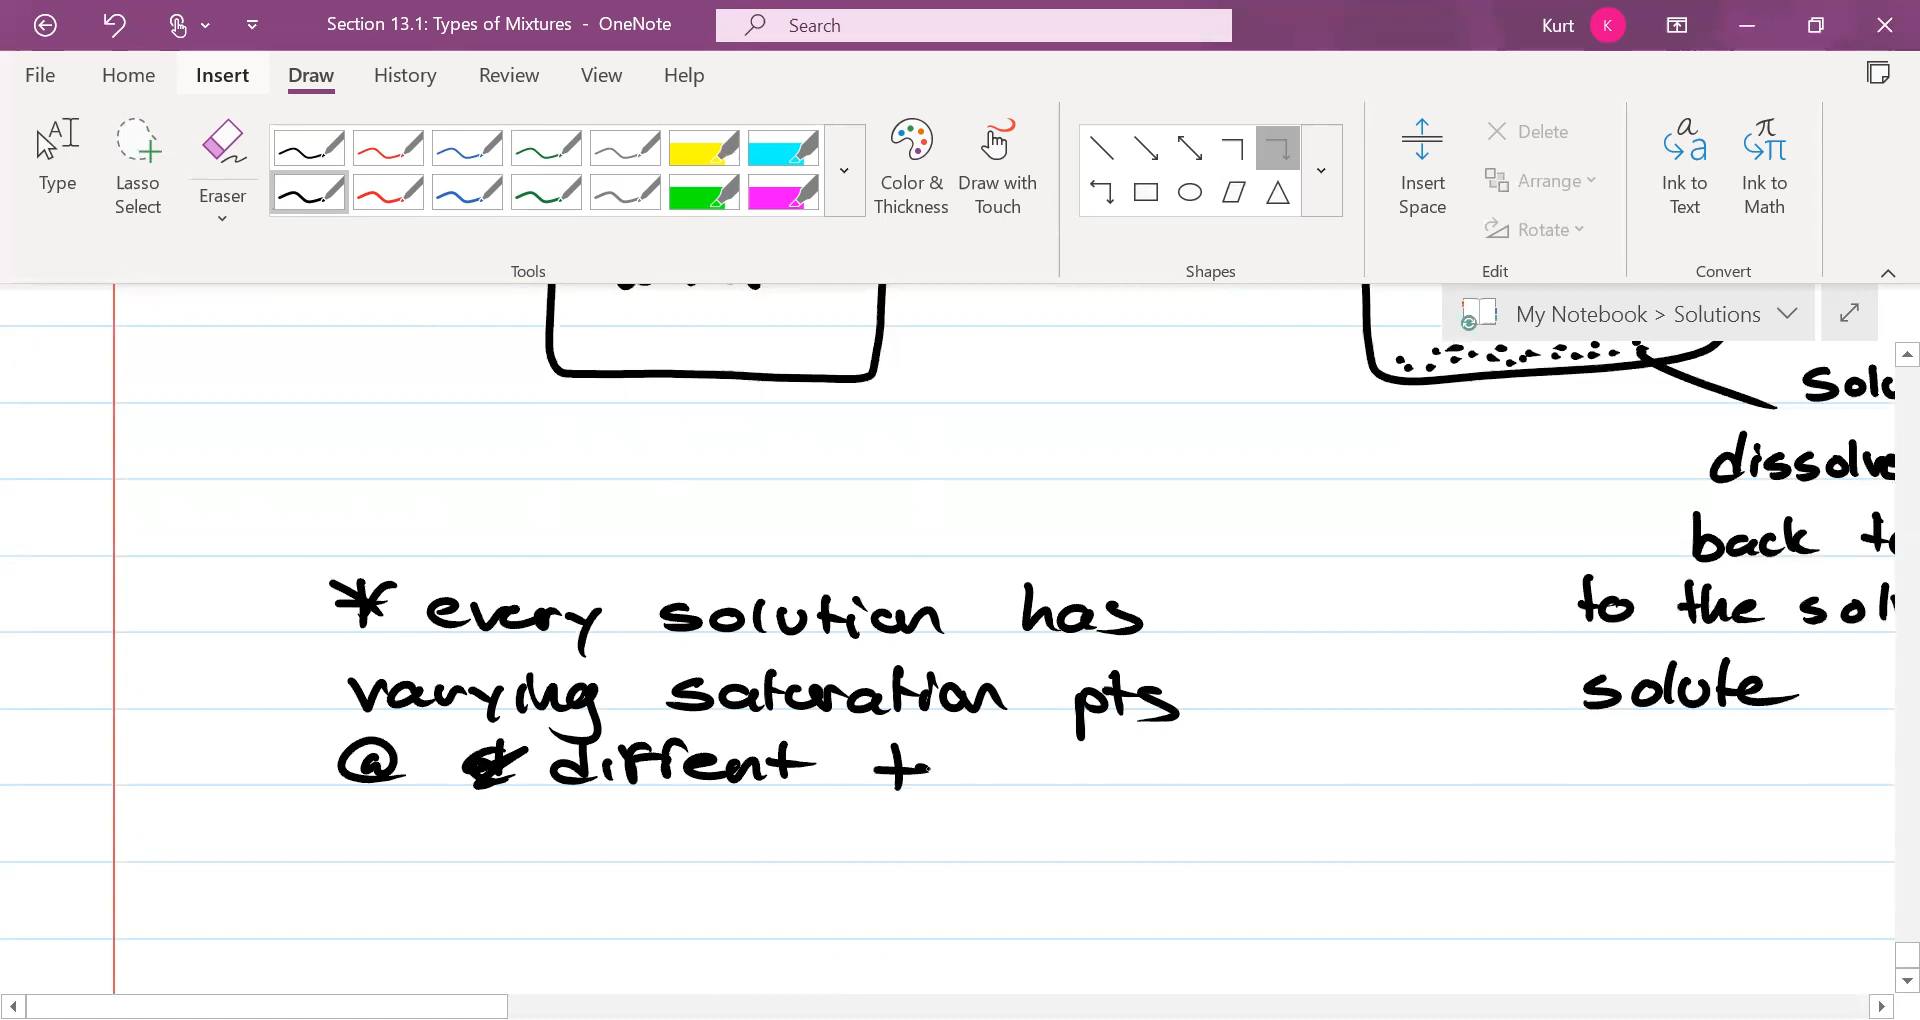 Section 13.1: Types of Mixtures - OneNote
Search
Kurt K
File Home Insert Draw History Review View Help
Type
Lasso Select
Eraser
Color & Thickness
Draw with Touch
Insert Space
Delete
Arrange
Rotate
Ink to Text
Ink to Math
Tools Shapes Edit Convert
My Notebook > Solutions
dissolve
back
to the
solute
* every solution has
varying saturation pts
@ diffrent t